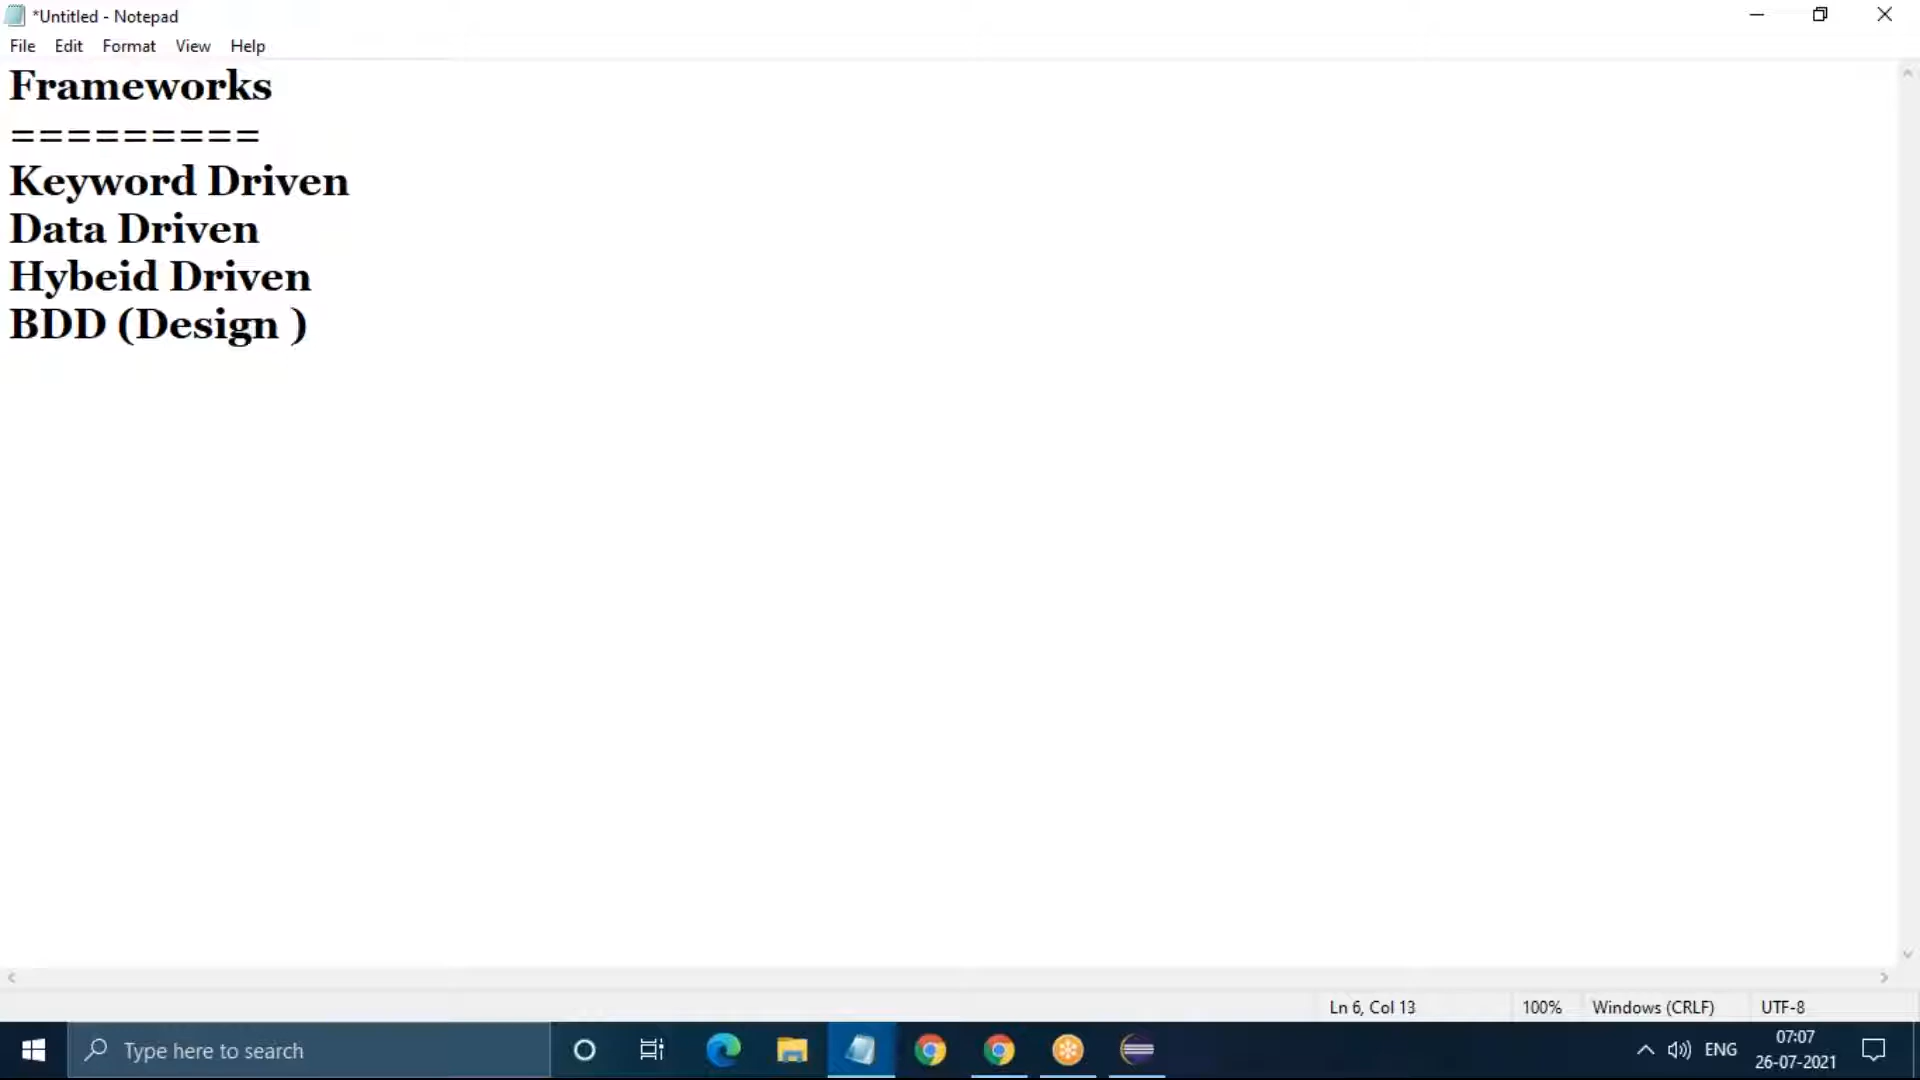 *Untitled - Notepad
File Edit Format View Help
Frameworks
=========
Keyword Driven
Data Driven
Hybeid Driven
BDD (Design )
Ln 6, Col 13 100% Windows (CRLF) UTF-8
Type here to search ENG 07:07
26-07-2021